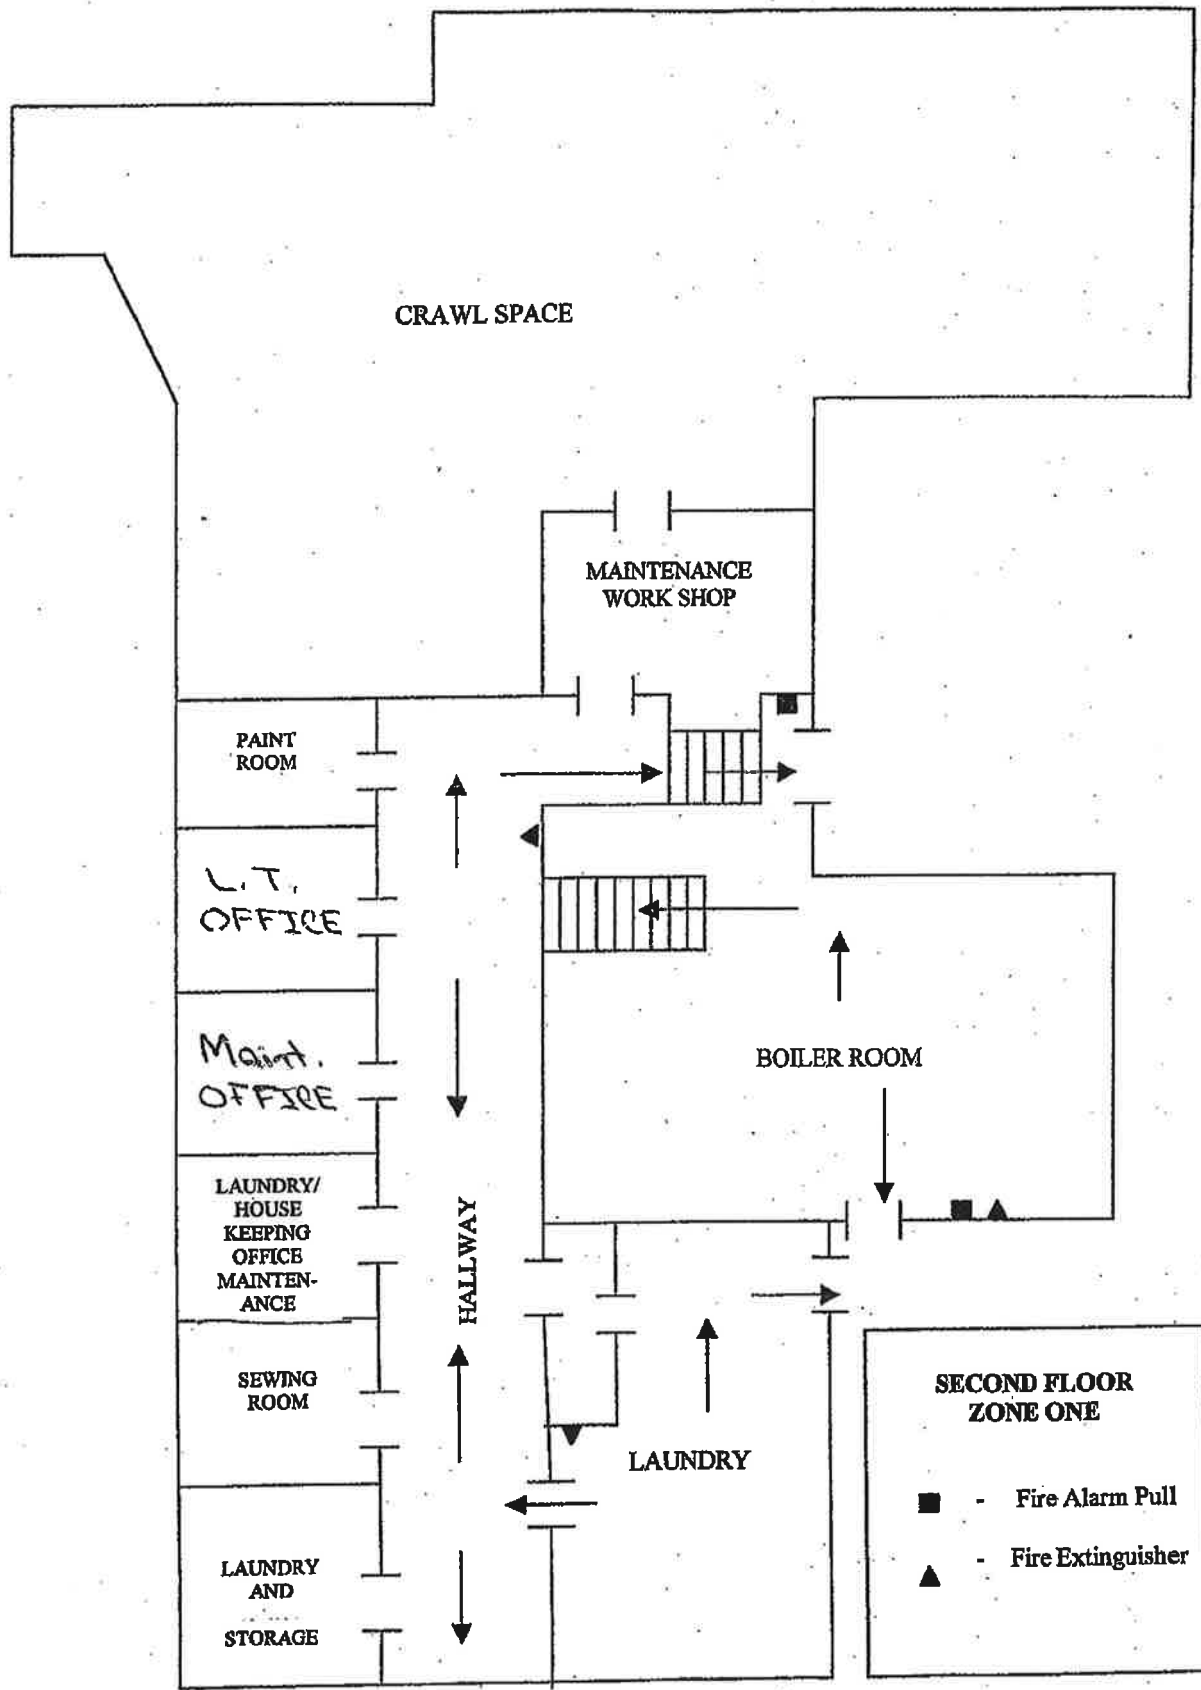 CRAWL SPACE
MAINTENANCE
WORK SHOP
PAINT
ROOM
L.T.
OFFICE
Maint.
OFFICE
BOILER ROOM
LAUNDRY/
HOUSE
KEEPING
OFFICE
MAINTEN-
ANCE
HALLWAY
SEWING
ROOM
LAUNDRY
LAUNDRY
AND
STORAGE
SECOND FLOOR
ZONE ONE
- Fire Alarm Pull
- Fire Extinguisher